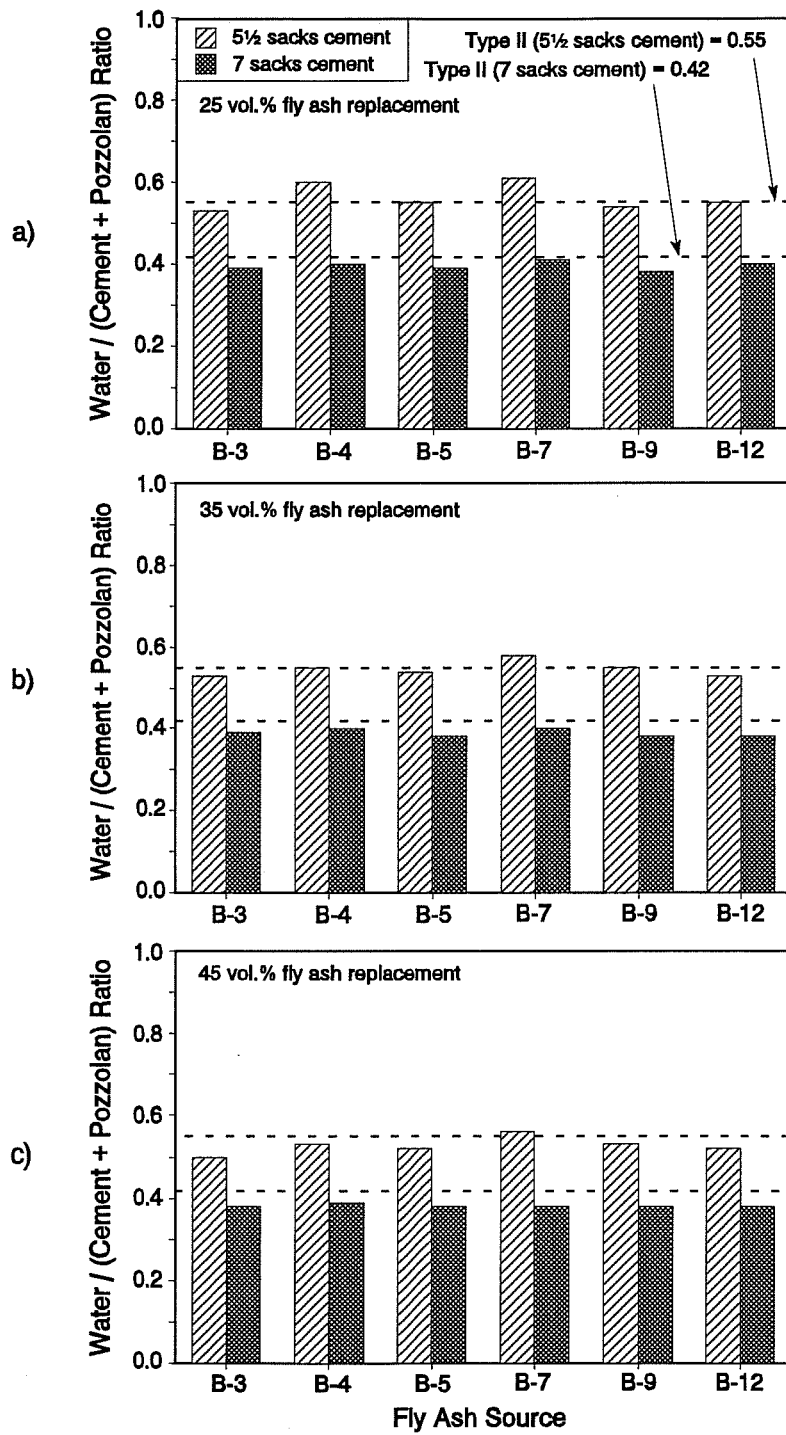 5½ sacks cement
7 sacks cement
Type II (5½ sacks cement) = 0.55
Type II (7 sacks cement) = 0.42
25 vol.% fly ash replacement
a)
Water / (Cement + Pozzolan) Ratio
1.0
0.8
0.6
0.4
0.2
0.0
B-3 B-4 B-5 B-7 B-9 B-12
35 vol.% fly ash replacement
b)
Water / (Cement + Pozzolan) Ratio
1.0
0.8
0.6
0.4
0.2
0.0
B-3 B-4 B-5 B-7 B-9 B-12
45 vol.% fly ash replacement
c)
Water / (Cement + Pozzolan) Ratio
1.0
0.8
0.6
0.4
0.2
0.0
B-3 B-4 B-5 B-7 B-9 B-12
Fly Ash Source